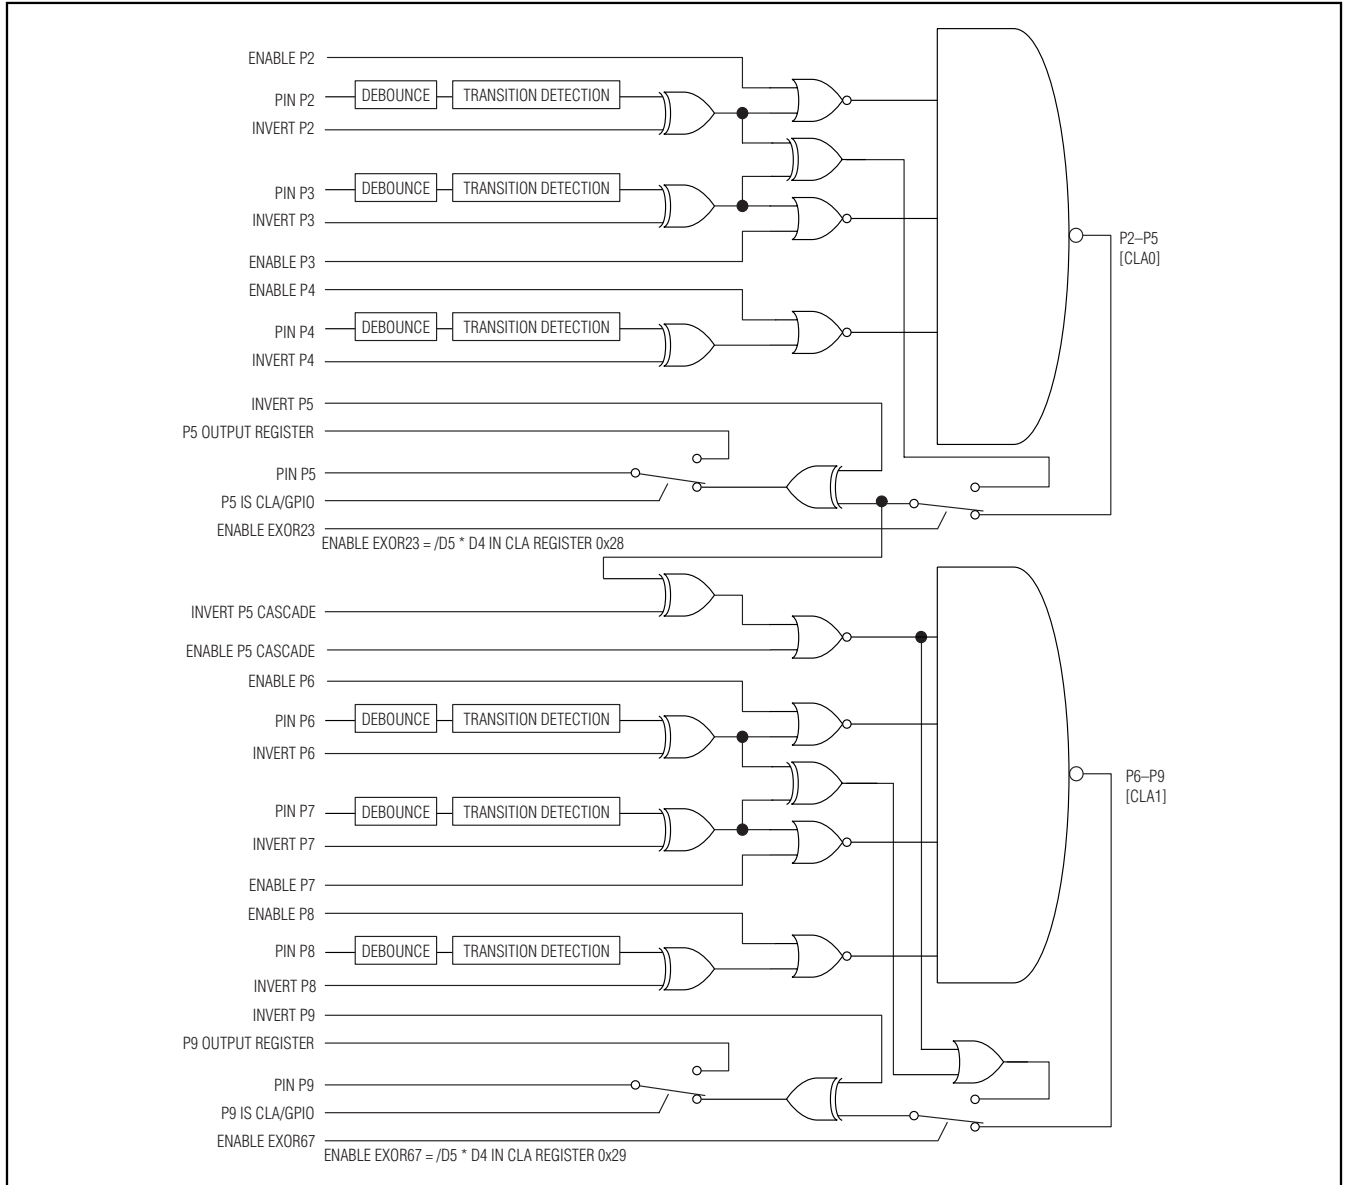 ENABLE P2
PIN P2
DEBOUNCE
TRANSITION DETECTION
INVERT P2
PIN P3
DEBOUNCE
TRANSITION DETECTION
INVERT P3
P2–P5
[CLA0]
ENABLE P3
ENABLE P4
PIN P4
DEBOUNCE
TRANSITION DETECTION
INVERT P4
INVERT P5
P5 OUTPUT REGISTER
PIN P5
P5 IS CLA/GPIO
ENABLE EXOR23
ENABLE EXOR23 = /D5 * D4 IN CLA REGISTER 0x28
INVERT P5 CASCADE
ENABLE P5 CASCADE
ENABLE P6
PIN P6
DEBOUNCE
TRANSITION DETECTION
INVERT P6
P6–P9
[CLA1]
PIN P7
DEBOUNCE
TRANSITION DETECTION
INVERT P7
ENABLE P7
ENABLE P8
PIN P8
DEBOUNCE
TRANSITION DETECTION
INVERT P8
INVERT P9
P9 OUTPUT REGISTER
PIN P9
P9 IS CLA/GPIO
ENABLE EXOR67
ENABLE EXOR67 = /D5 * D4 IN CLA REGISTER 0x29